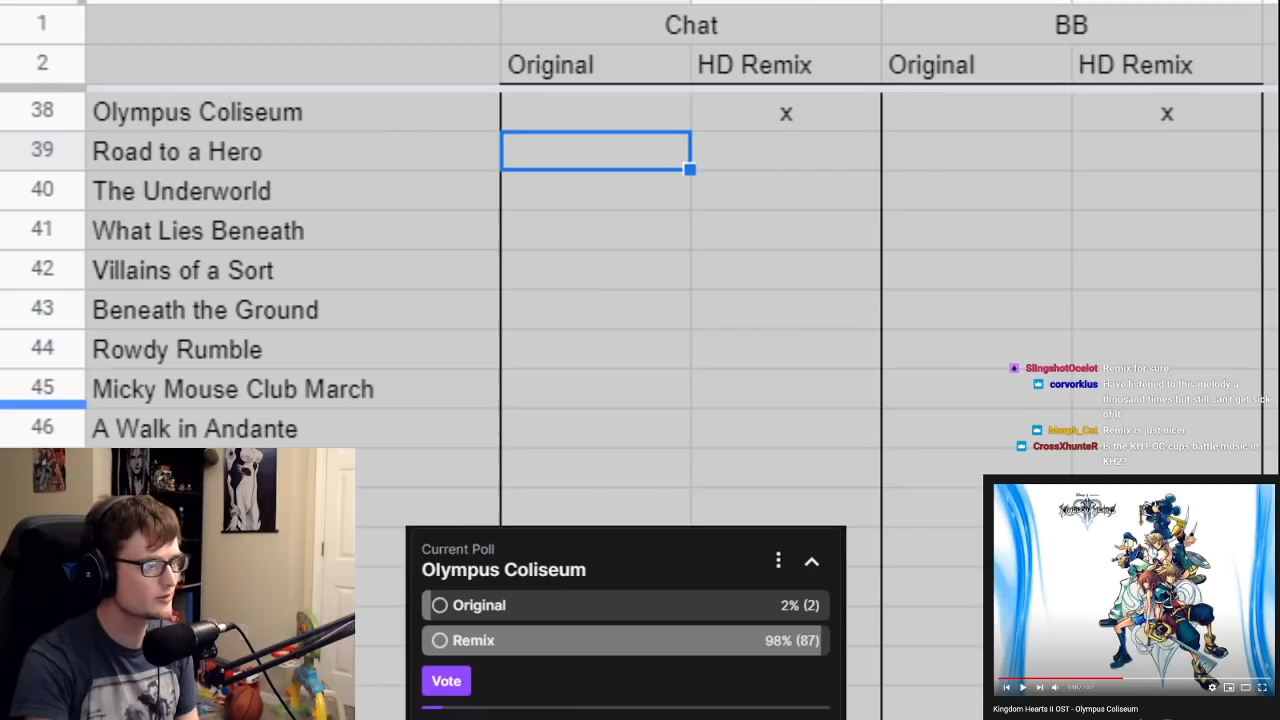 1 Chat BB
2 Original HD Remix Original HD Remix
38 Olympus Coliseum x x
39 Road to a Hero
40 The Underworld
41 What Lies Beneath
42 Villains of a Sort
43 Beneath the Ground
44 Rowdy Rumble
45 Micky Mouse Club March
46 A Walk in Andante
SlingshotOcelot Remix for sure
corvorkius Have listened to this melody a
thousand times but still can't get sick
of it
Morph_Cat Remix is just nicer
CrossXhunteR is the KH1 OC cups battle music in
KH2?
KINGDOM HEARTS
Current Poll
Olympus Coliseum
Original 2% (2)
Remix 98% (87)
Vote
Kingdom Hearts II OST - Olympus Coliseum